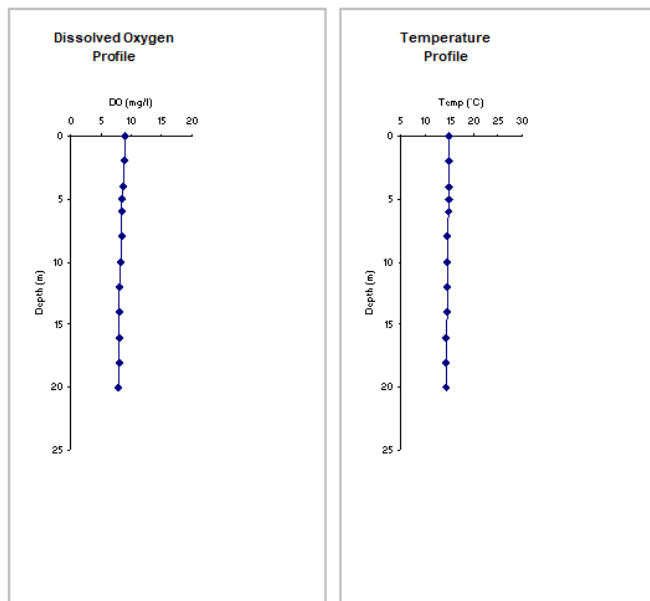 Dissolved Oxygen
Profile
DO (mg/l)
0 5 10 15 20
0
5
10
15
20
25
Depth (m)
Temperature
Profile
Temp (°C)
5 10 15 20 25 30
0
5
10
15
20
25
Depth (m)